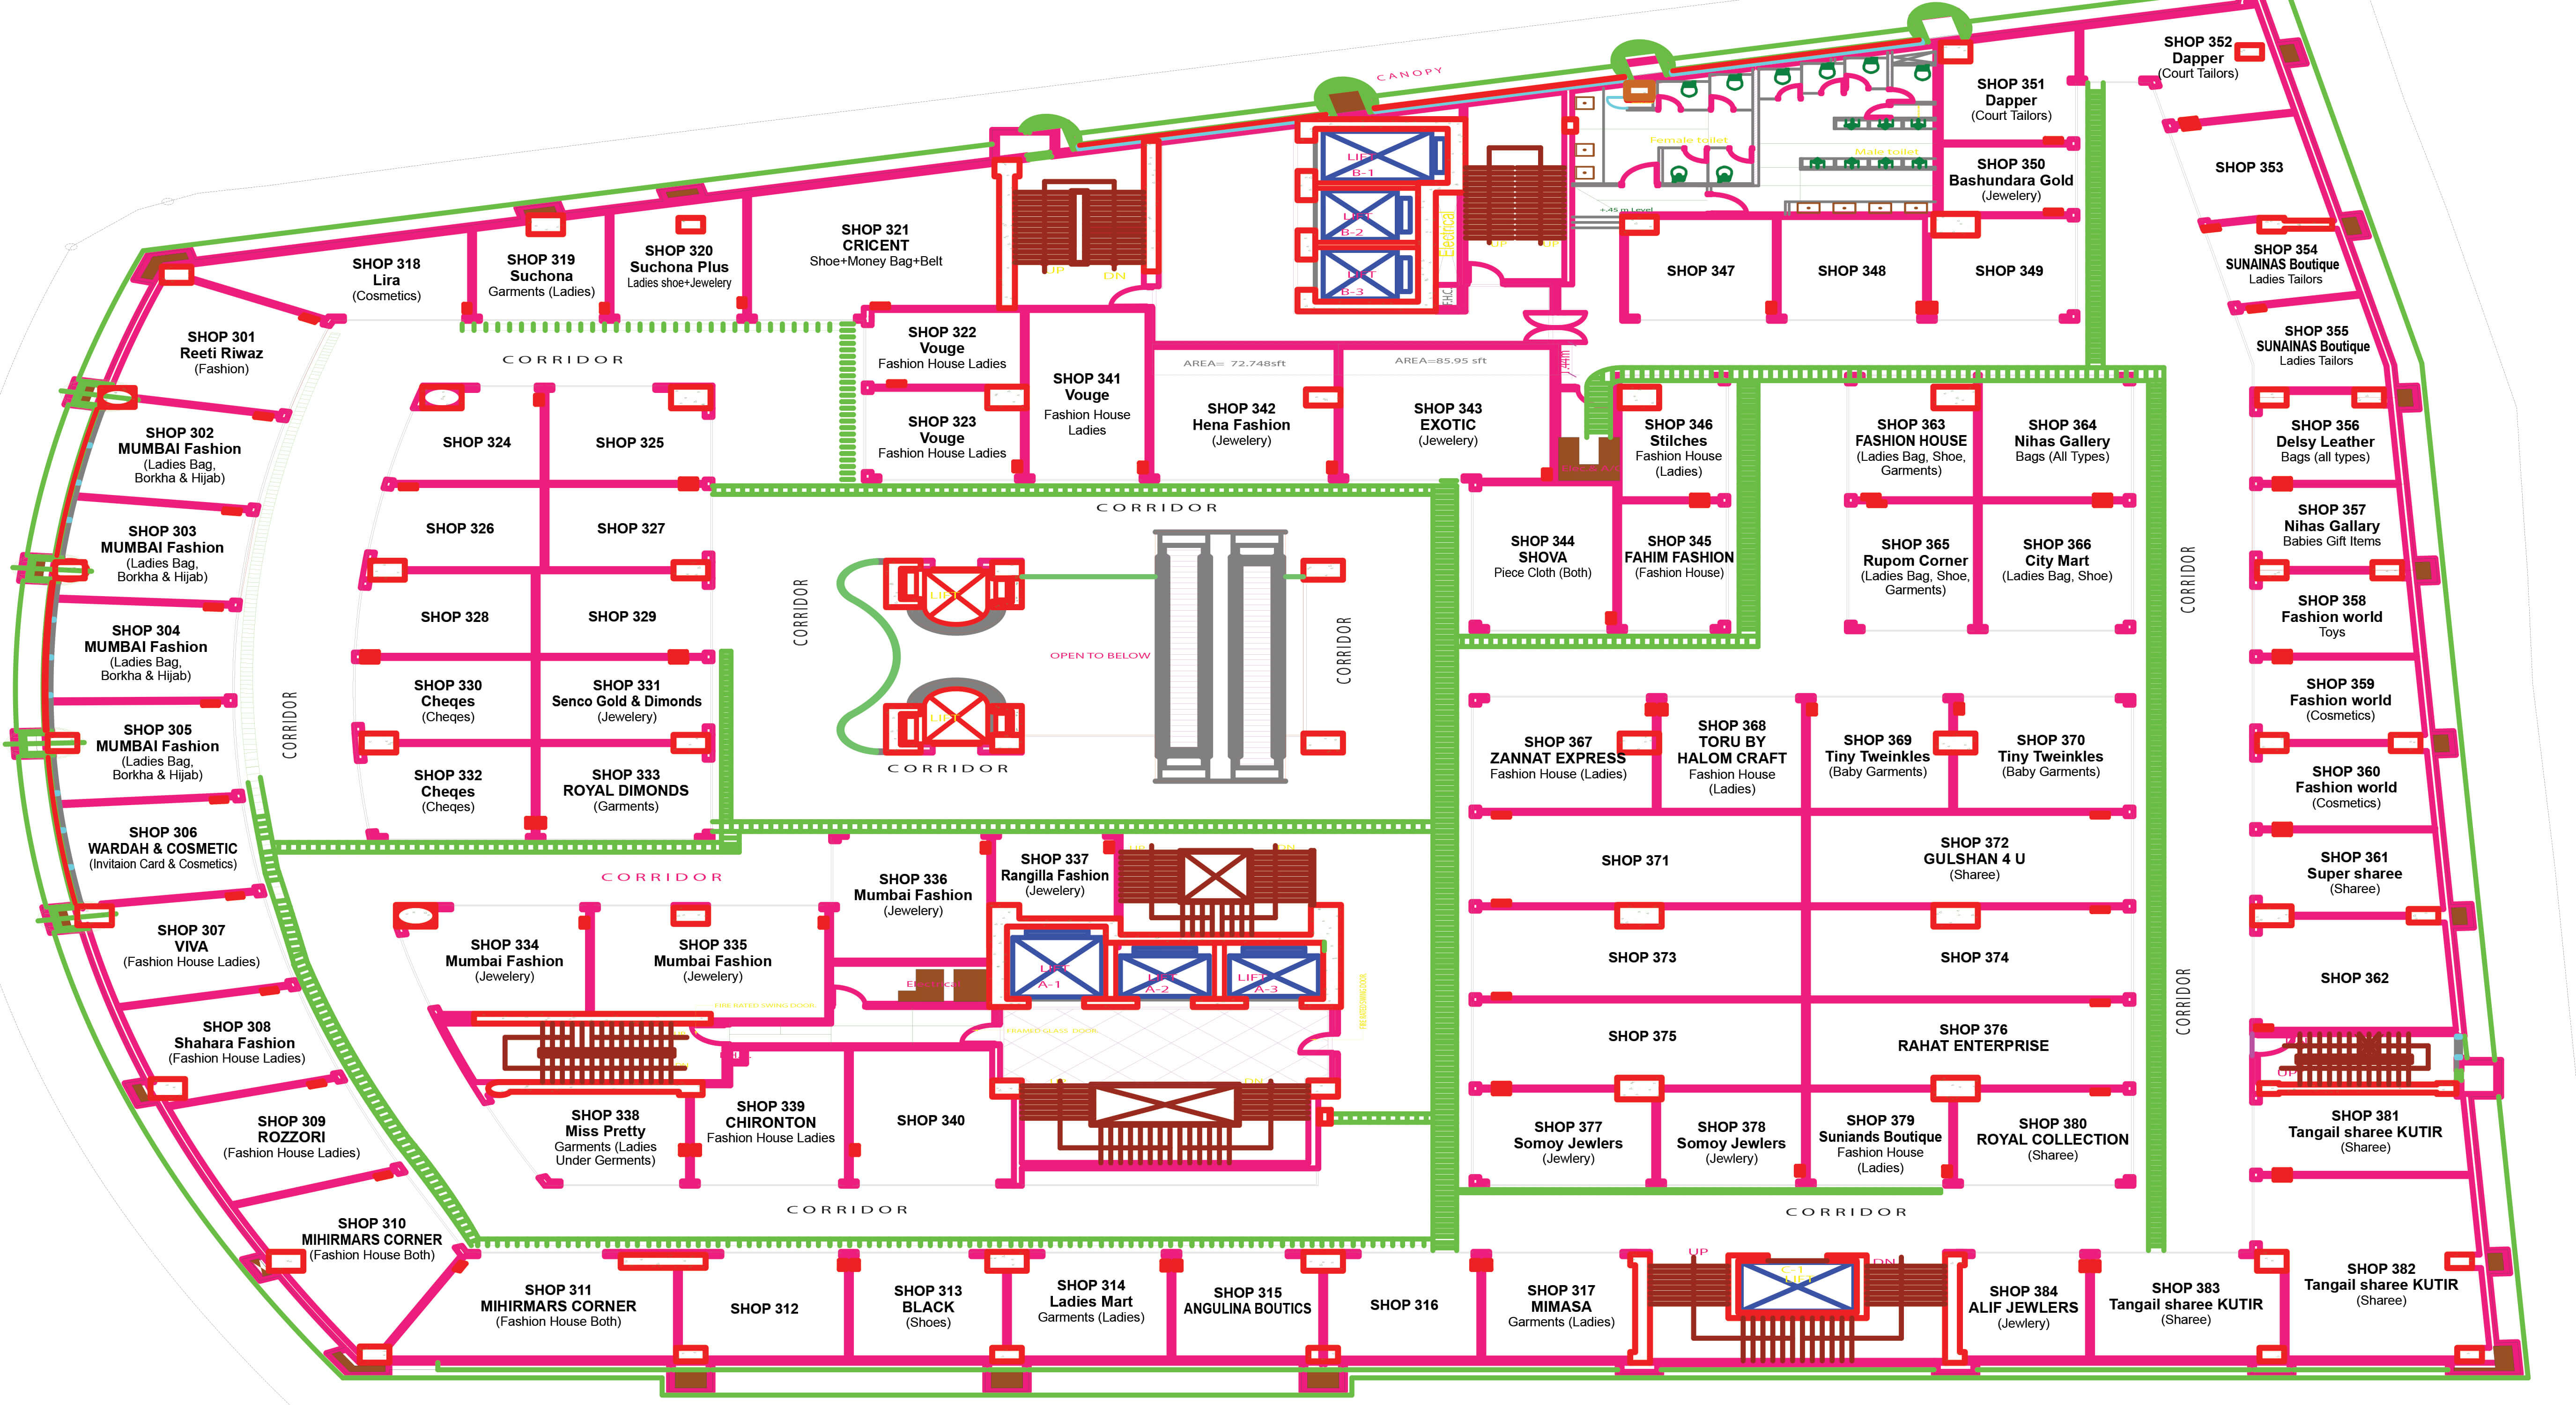 CANOPY
SHOP 352
Dapper
(Court Tailors)
SHOP 351
Dapper
(Court Tailors)
Female toilet
Male toilet
LIFT
B-1
SHOP 350
Bashundara Gold
(Jewelery)
SHOP 353
+.45 m Level
LIFT
B-2
Electrical
LIFT
B-3
F.H.C
UP
UP
UP
DN
SHOP 318
Lira
(Cosmetics)
SHOP 319
Suchona
Garments (Ladies)
SHOP 320
Suchona Plus
Ladies shoe+Jewelery
SHOP 321
CRICENT
Shoe+Money Bag+Belt
SHOP 347
SHOP 348
SHOP 349
SHOP 354
SUNAINAS Boutique
Ladies Tailors
SHOP 301
Reeti Riwaz
(Fashion)
CORRIDOR
SHOP 322
Vouge
Fashion House Ladies
SHOP 341
Vouge
Fashion House
Ladies
AREA= 72.748sft
AREA=85.95 sft
SHOP 355
SUNAINAS Boutique
Ladies Tailors
SHOP 302
MUMBAI Fashion
(Ladies Bag,
Borkha & Hijab)
SHOP 324
SHOP 325
SHOP 323
Vouge
Fashion House Ladies
SHOP 342
Hena Fashion
(Jewelery)
SHOP 343
EXOTIC
(Jewelery)
SHOP 346
Stilches
Fashion House
(Ladies)
SHOP 363
FASHION HOUSE
(Ladies Bag, Shoe,
Garments)
SHOP 364
Nihas Gallery
Bags (All Types)
SHOP 356
Delsy Leather
Bags (all types)
SHOP 303
MUMBAI Fashion
(Ladies Bag,
Borkha & Hijab)
SHOP 326
SHOP 327
CORRIDOR
SHOP 344
SHOVA
Piece Cloth (Both)
SHOP 345
FAHIM FASHION
(Fashion House)
SHOP 365
Rupom Corner
(Ladies Bag, Shoe,
Garments)
SHOP 366
City Mart
(Ladies Bag, Shoe)
CORRIDOR
SHOP 357
Nihas Gallary
Babies Gift Items
SHOP 304
MUMBAI Fashion
(Ladies Bag,
Borkha & Hijab)
SHOP 328
SHOP 329
CORRIDOR
LIFT
OPEN TO BELOW
CORRIDOR
SHOP 358
Fashion world
Toys
CORRIDOR
SHOP 305
MUMBAI Fashion
(Ladies Bag,
Borkha & Hijab)
SHOP 330
Cheqes
(Cheqes)
SHOP 331
Senco Gold & Dimonds
(Jewelery)
LIFT
CORRIDOR
SHOP 367
ZANNAT EXPRESS
Fashion House (Ladies)
SHOP 368
TORU BY
HALOM CRAFT
Fashion House
(Ladies)
SHOP 369
Tiny Tweinkles
(Baby Garments)
SHOP 370
Tiny Tweinkles
(Baby Garments)
SHOP 359
Fashion world
(Cosmetics)
SHOP 332
Cheqes
(Cheqes)
SHOP 333
ROYAL DIMONDS
(Garments)
SHOP 360
Fashion world
(Cosmetics)
SHOP 306
WARDAH & COSMETIC
(Invitaion Card & Cosmetics)
CORRIDOR
SHOP 336
Mumbai Fashion
(Jewelery)
SHOP 337
Rangilla Fashion
(Jewelery)
UP
DN
SHOP 371
SHOP 372
GULSHAN 4 U
(Sharee)
SHOP 361
Super sharee
(Sharee)
SHOP 307
VIVA
(Fashion House Ladies)
SHOP 334
Mumbai Fashion
(Jewelery)
SHOP 335
Mumbai Fashion
(Jewelery)
Electrical
LIFT
A-1
LIFT
A-2
LIFT
A-3
SHOP 373
SHOP 374
CORRIDOR
SHOP 362
FIRE RATED SWING DOOR
FIRE RATED SWING DOOR
FRAMED GLASS DOOR
SHOP 308
Shahara Fashion
(Fashion House Ladies)
SHOP 375
SHOP 376
RAHAT ENTERPRISE
UP
UP
DN
SHOP 309
ROZZORI
(Fashion House Ladies)
SHOP 338
Miss Pretty
Garments (Ladies
Under Germents)
SHOP 339
CHIRONTON
Fashion House Ladies
SHOP 340
SHOP 377
Somoy Jewlers
(Jewlery)
SHOP 378
Somoy Jewlers
(Jewlery)
SHOP 379
Suniands Boutique
Fashion House
(Ladies)
SHOP 380
ROYAL COLLECTION
(Sharee)
SHOP 381
Tangail sharee KUTIR
(Sharee)
CORRIDOR
CORRIDOR
SHOP 310
MIHIRMARS CORNER
(Fashion House Both)
SHOP 311
MIHIRMARS CORNER
(Fashion House Both)
SHOP 312
SHOP 313
BLACK
(Shoes)
SHOP 314
Ladies Mart
Garments (Ladies)
SHOP 315
ANGULINA BOUTICS
SHOP 316
SHOP 317
MIMASA
Garments (Ladies)
UP
C-1
LIFT
DN
SHOP 384
ALIF JEWLERS
(Jewlery)
SHOP 383
Tangail sharee KUTIR
(Sharee)
SHOP 382
Tangail sharee KUTIR
(Sharee)